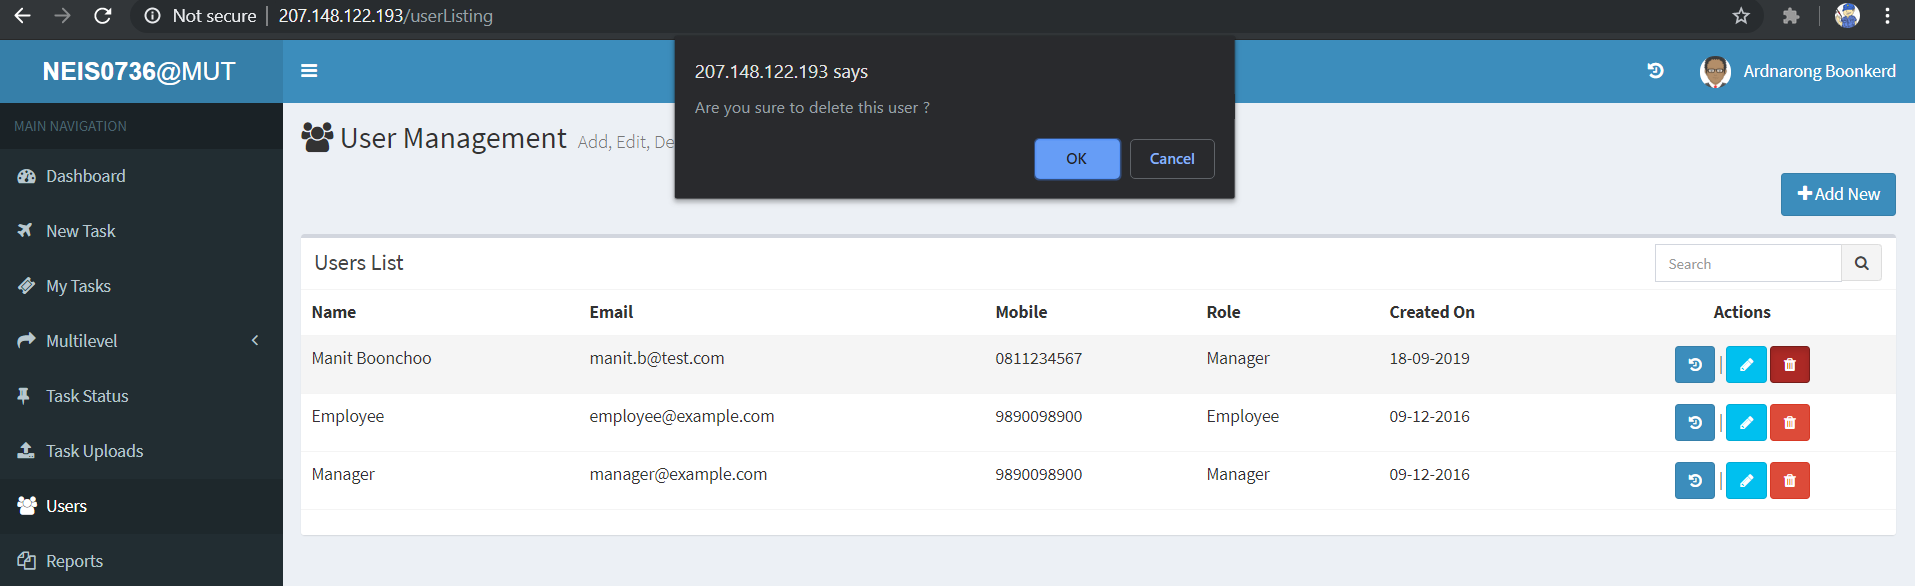 Not secure | 207.148.122.193/userListing
NEIS0736@MUT
Ardnarong Boonkerd
207.148.122.193 says
Are you sure to delete this user ?
OK
Cancel
MAIN NAVIGATION
Dashboard
New Task
My Tasks
Multilevel
Task Status
Task Uploads
Users
Reports
User Management Add, Edit, De
Add New
Users List
Search
Name Email Mobile Role Created On Actions
Manit Boonchoo manit.b@test.com 0811234567 Manager 18-09-2019 |
Employee employee@example.com 9890098900 Employee 09-12-2016 |
Manager manager@example.com 9890098900 Manager 09-12-2016 |